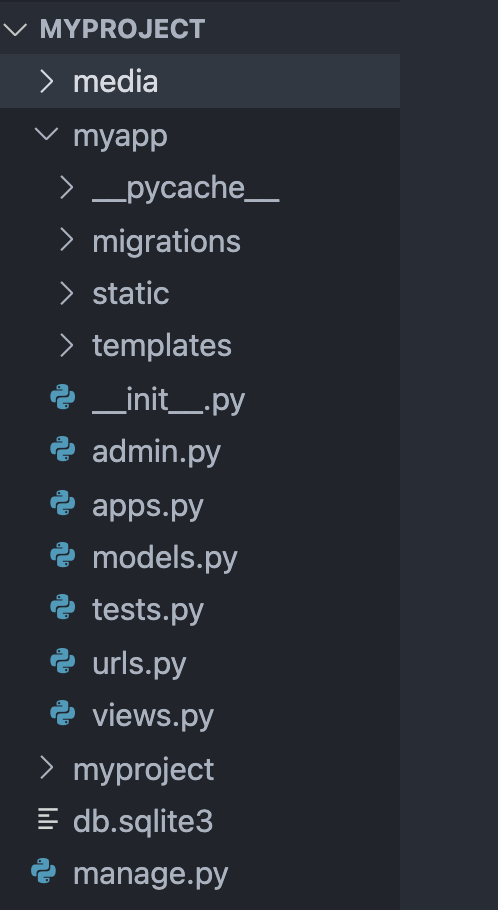 MYPROJECT
media
myapp
__pycache__
migrations
static
templates
__init__.py
admin.py
apps.py
models.py
tests.py
urls.py
views.py
myproject
db.sqlite3
manage.py